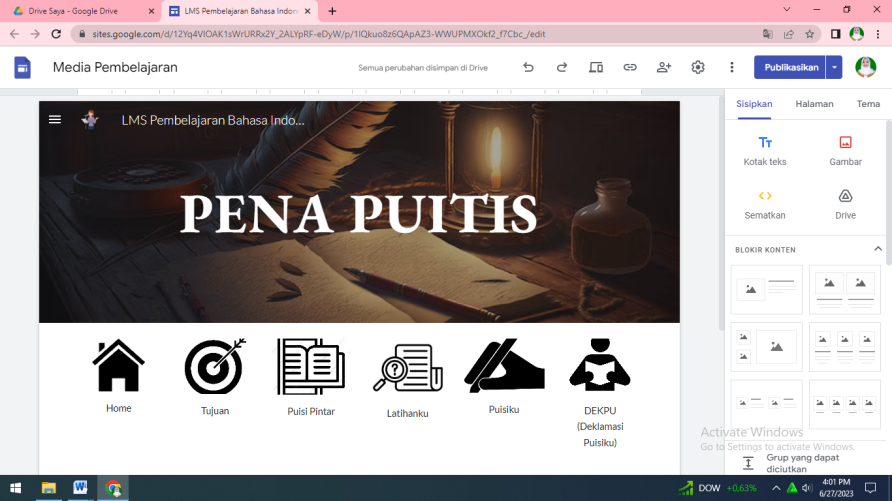 Drive Saya - Google Drive
LMS Pembelajaran Bahasa Indone
sites.google.com/d/12Yq4VlOAK1sWrURRx2Y_2ALYpRF-eDyW/p/1IQkuo8z6QApAZ3-WWUPMXOkf2_f7Cbc_/edit
Media Pembelajaran
Semua perubahan disimpan di Drive
Publikasikan
Sisipkan
Halaman
Tema
LMS Pembelajaran Bahasa Indo...
PENA PUITIS
Tт
Kotak teks
Gambar
Sematkan
Drive
BLOKIR KONTEN
Home
Tujuan
Puisi Pintar
Latihanku
Puisiku
DEKPU
(Deklamasi
Puisiku)
Activate Windows
Go to Settings to activate Windows.
Grup yang dapat
diciutkan
DOW +0,63%
4:01 PM
6/27/2023